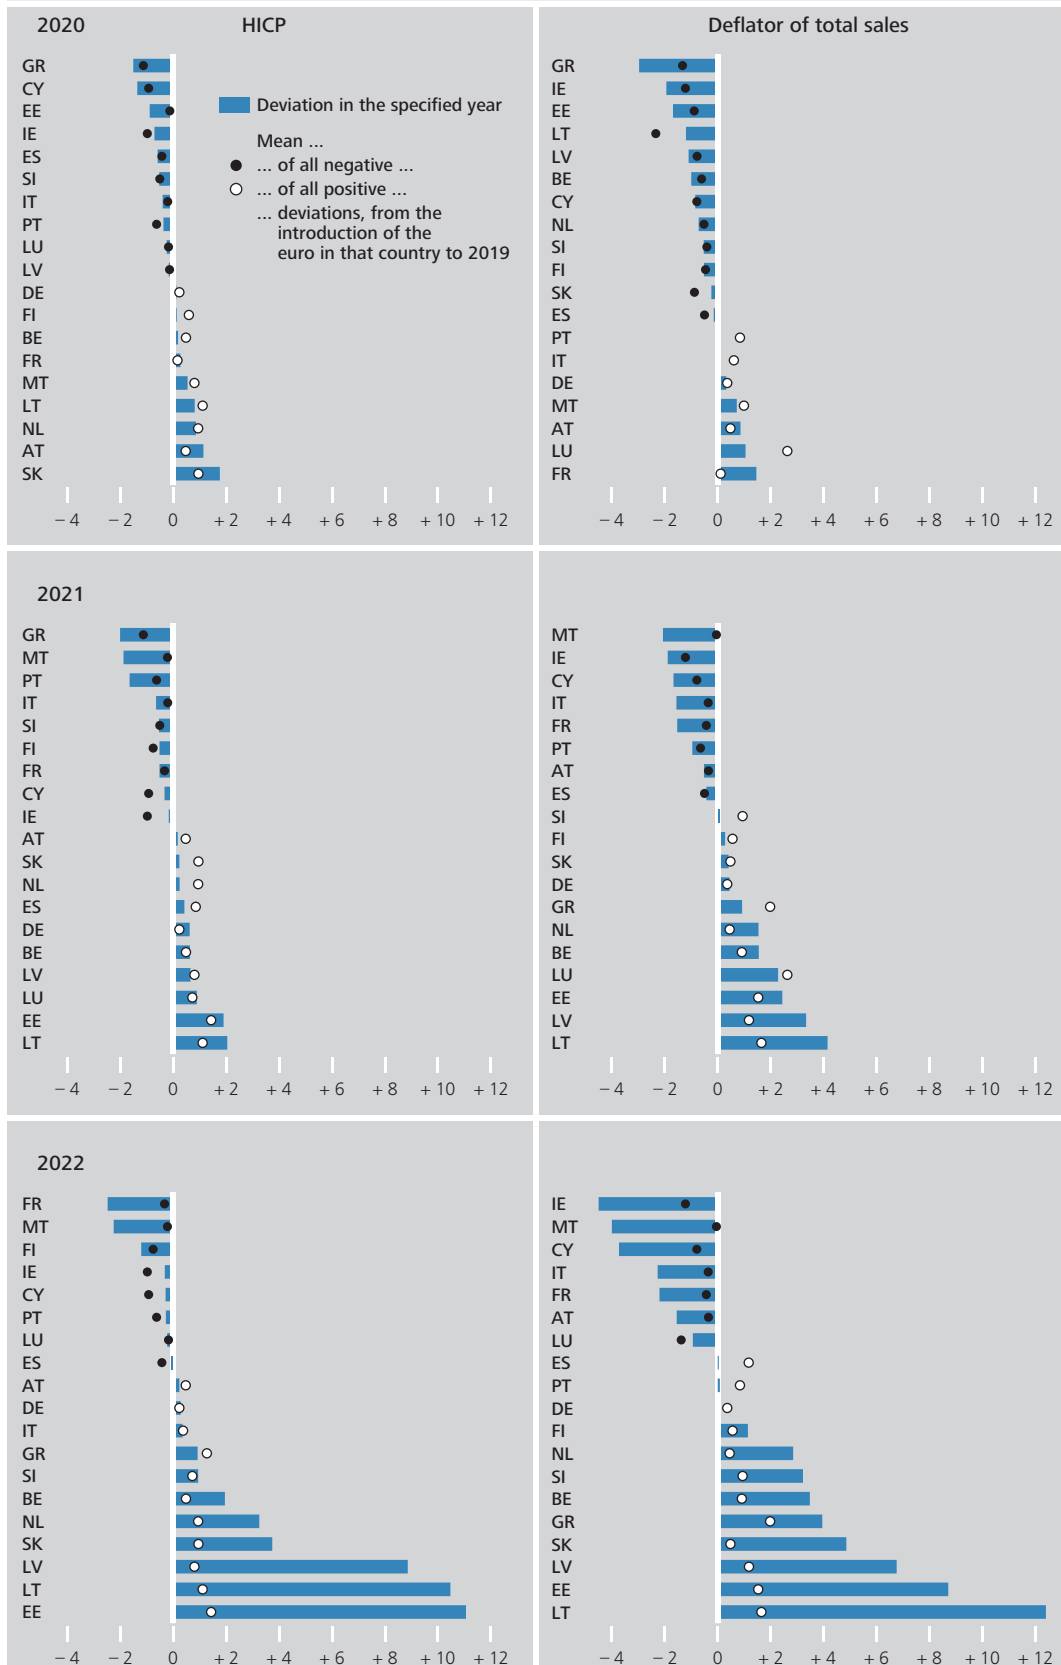 2020
HICP
GR
CY
EE
IE
ES
SI
IT
PT
LU
LV
DE
FI
BE
FR
MT
LT
NL
AT
SK
Deviation in the specified year
Mean ...
... of all negative ...
... of all positive ...
... deviations, from the
introduction of the
euro in that country to 2019
− 4 − 2 0 + 2 + 4 + 6 + 8 + 10 + 12
Deflator of total sales
GR
IE
EE
LT
LV
BE
CY
NL
SI
FI
SK
ES
PT
IT
DE
MT
AT
LU
FR
− 4 − 2 0 + 2 + 4 + 6 + 8 + 10 + 12
2021
GR
MT
PT
IT
SI
FI
FR
CY
IE
AT
SK
NL
ES
DE
BE
LV
LU
EE
LT
− 4 − 2 0 + 2 + 4 + 6 + 8 + 10 + 12
MT
IE
CY
IT
FR
PT
AT
ES
SI
FI
SK
DE
GR
NL
BE
LU
EE
LV
LT
− 4 − 2 0 + 2 + 4 + 6 + 8 + 10 + 12
2022
FR
MT
FI
IE
CY
PT
LU
ES
AT
DE
IT
GR
SI
BE
NL
SK
LV
LT
EE
− 4 − 2 0 + 2 + 4 + 6 + 8 + 10 + 12
IE
MT
CY
IT
FR
AT
LU
ES
PT
DE
FI
NL
SI
BE
GR
SK
LV
EE
LT
− 4 − 2 0 + 2 + 4 + 6 + 8 + 10 + 12